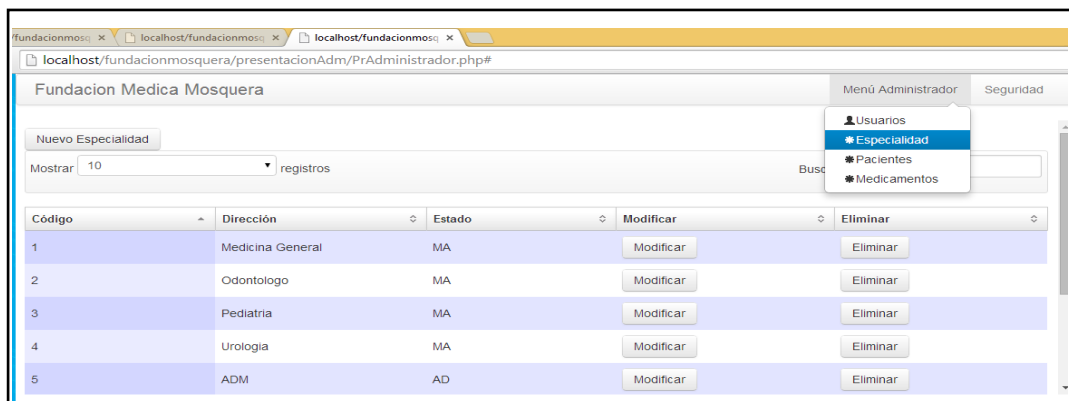 /fundacionmosq × localhost/fundacionmosq × localhost/fundacionmosq ×
localhost/fundacionmosquera/presentacionAdm/PrAdministrador.php#
Fundacion Medica Mosquera Menú Administrador Seguridad
Usuarios
Nuevo Especialidad Especialidad
Mostrar 10 registros Busc Pacientes
Medicamentos
Código Dirección Estado Modificar Eliminar
1 Medicina General MA Modificar Eliminar
2 Odontologo MA Modificar Eliminar
3 Pediatria MA Modificar Eliminar
4 Urologia MA Modificar Eliminar
5 ADM AD Modificar Eliminar